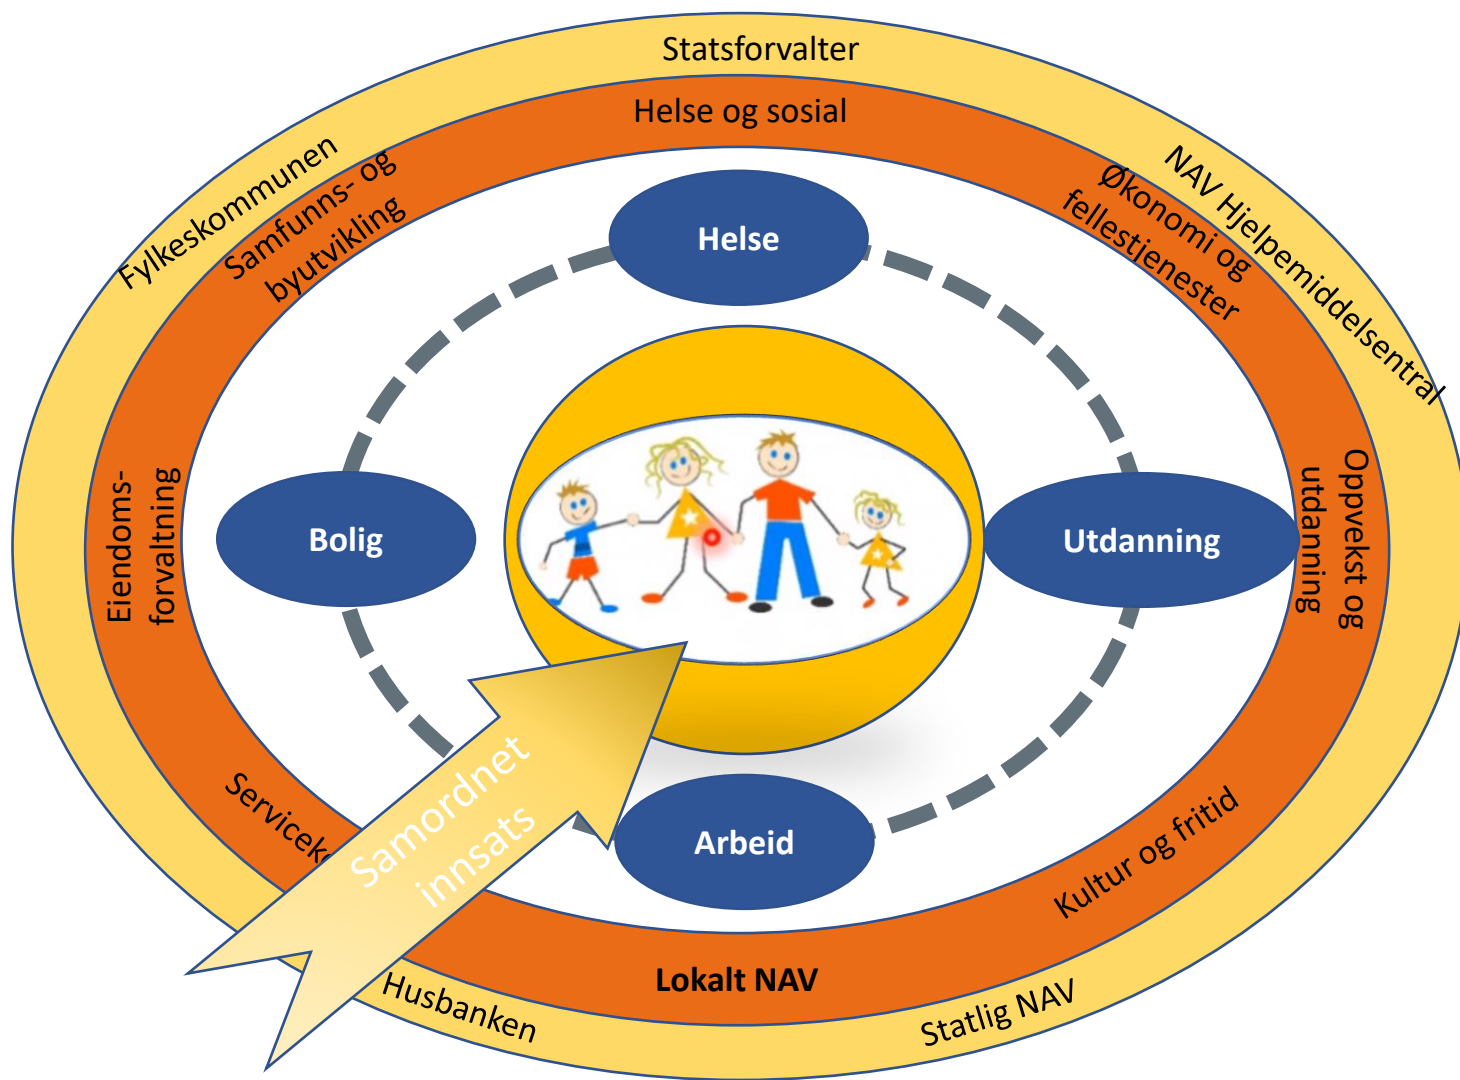 Statsforvalter
Helse og sosial
Fylkeskommunen
Samfunns- og
byutvikling
NAV Hjelpemiddelsentral
Økonomi og
fellestjenester
Helse
Eiendoms-
forvaltning
Bolig
Utdanning
Oppvekst og
utdanning
Samordnet
innsats
Arbeid
Kultur og fritid
Lokalt NAV
Husbanken
Statlig NAV